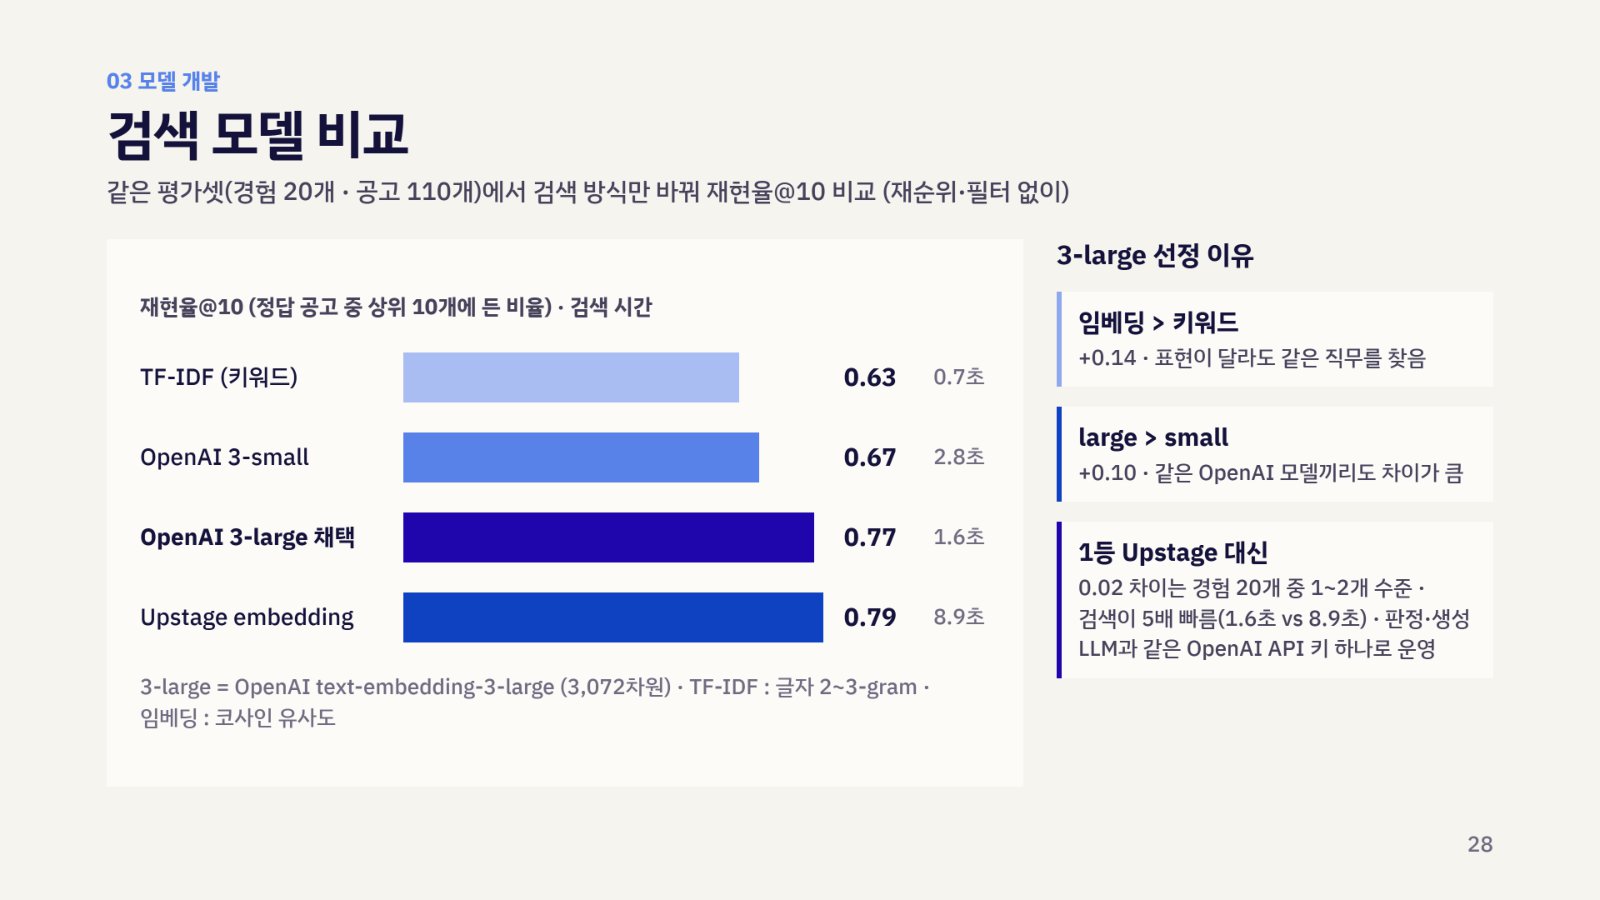 03 모델 개발
검색 모델 비교
같은 평가셋(경험 20개 · 공고 110개)에서 검색 방식만 바꿔 재현율@10 비교 (재순위·필터 없이)
재현율@10 (정답 공고 중 상위 10개에 든 비율) · 검색 시간
TF-IDF (키워드) 0.63 0.7초
OpenAI 3-small 0.67 2.8초
OpenAI 3-large 채택 0.77 1.6초
Upstage embedding 0.79 8.9초
3-large = OpenAI text-embedding-3-large (3,072차원) · TF-IDF : 글자 2~3-gram ·
임베딩 : 코사인 유사도
3-large 선정 이유
임베딩 > 키워드
+0.14 · 표현이 달라도 같은 직무를 찾음
large > small
+0.10 · 같은 OpenAI 모델끼리도 차이가 큼
1등 Upstage 대신
0.02 차이는 경험 20개 중 1~2개 수준 ·
검색이 5배 빠름(1.6초 vs 8.9초) · 판정·생성
LLM과 같은 OpenAI API 키 하나로 운영
28